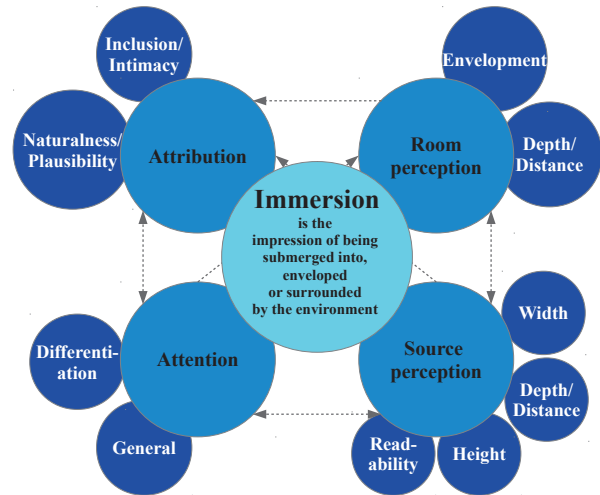 Inclusion/
Intimacy
Envelopment
Naturalness/
Plausibility
Attribution
Room
perception
Depth/
Distance
Immersion
is the
impression of being
submerged into,
enveloped
or surrounded
by the environment
Width
Differenti-
ation
Attention
Source
perception
Depth/
Distance
General
Read-
ability
Height